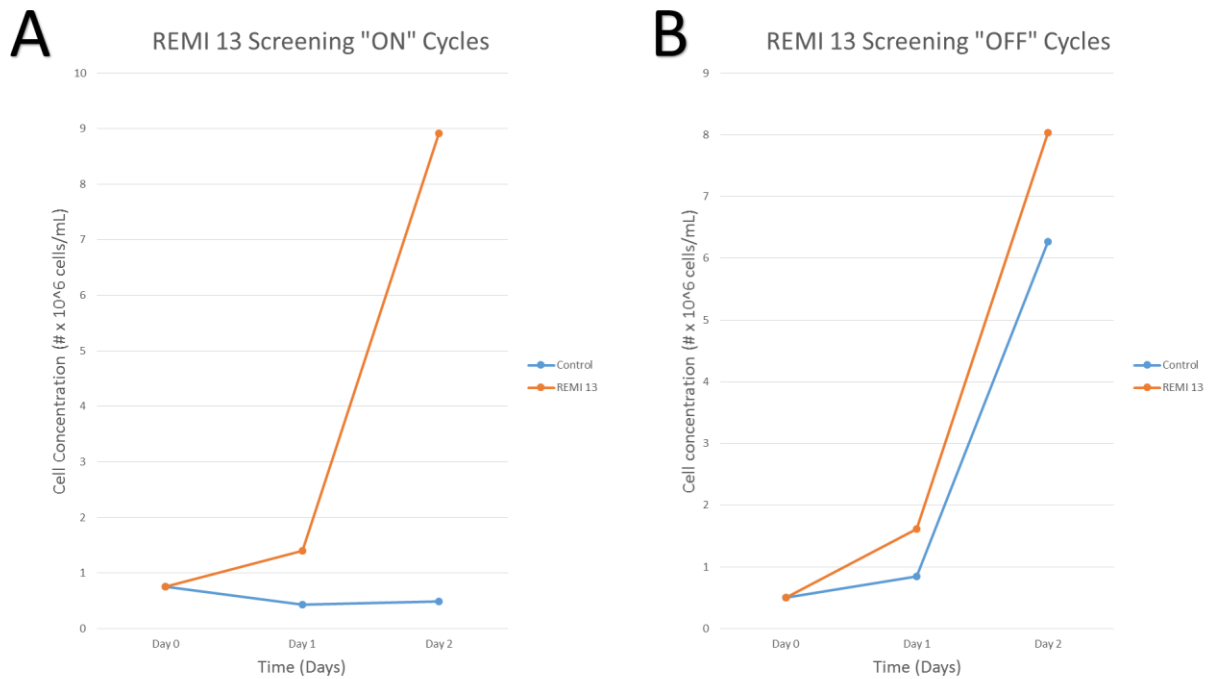 A
REMI 13 Screening "ON" Cycles
10
9
8
7
6
5
4
3
2
1
0
Cell Concentration (# x 10^6 cells/mL)
Day 0
Day 1
Day 2
Time (Days)
Control
REMI 13
B
REMI 13 Screening "OFF" Cycles
9
8
7
6
5
4
3
2
1
0
Cell concentration (# x 10^6 cells/mL)
Day 0
Day 1
Day 2
Time (Days)
Control
REMI 13